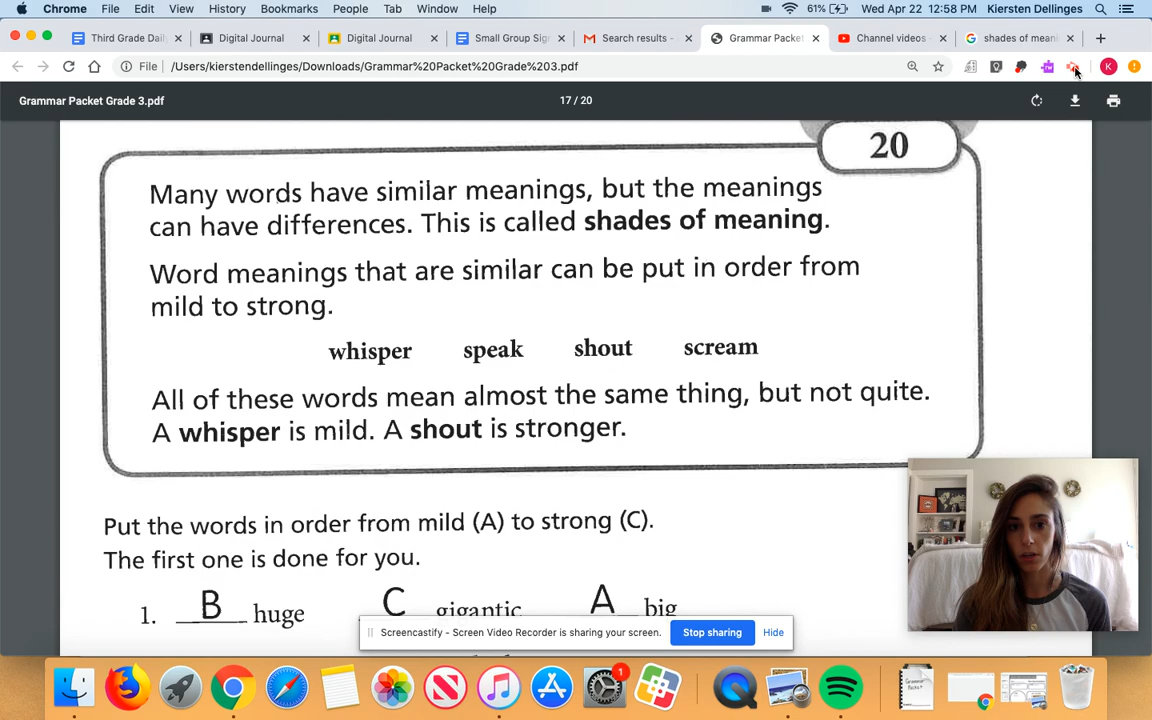 Chrome File Edit View History Bookmarks People Tab Window Help 61% Wed Apr 22 12:58 PM Kiersten Dellinges
Third Grade Dail Digital Journal Digital Journal Small Group Sig Search results - Grammar Packet Channel videos - shades of meani
File /Users/kierstendellinges/Downloads/Grammar%20Packet%20Grade%203.pdf K
Grammar Packet Grade 3.pdf 17 / 20
20
Many words have similar meanings, but the meanings
can have differences. This is called shades of meaning.
Word meanings that are similar can be put in order from
mild to strong.
whisper speak shout scream
All of these words mean almost the same thing, but not quite.
A whisper is mild. A shout is stronger.
Put the words in order from mild (A) to strong (C).
The first one is done for you.
1. B huge C gigantic A big
Screencastify - Screen Video Recorder is sharing your screen. Stop sharing Hide
1